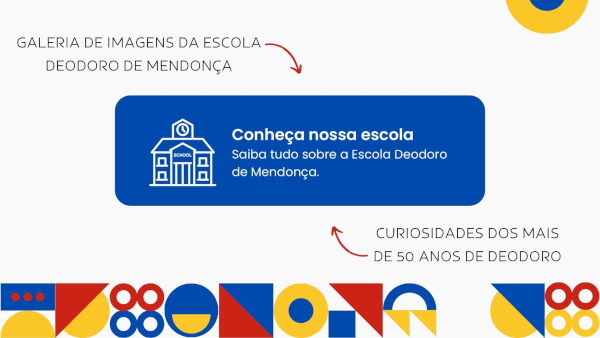 GALERIA DE IMAGENS DA ESCOLA
DEODORO DE MENDONÇA
SCHOOL
Conheça nossa escola
Saiba tudo sobre a Escola Deodoro
de Mendonça.
CURIOSIDADES DOS MAIS
DE 50 ANOS DE DEODORO